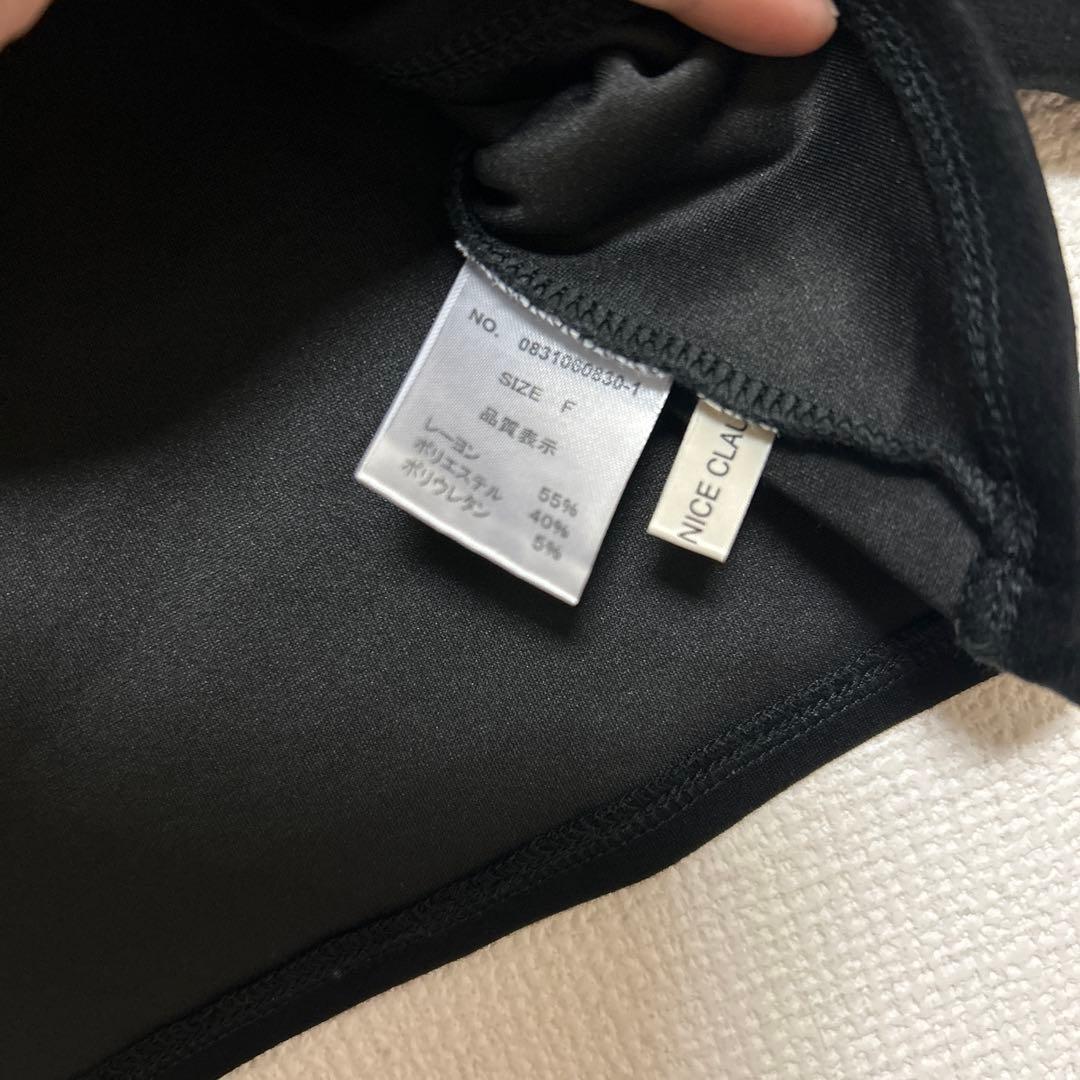 NO. 0831060830-1
SIZE F
品質表示
レーヨン 55%
ポリエステル 40%
ポリウレタン 5%
NICE CLAU